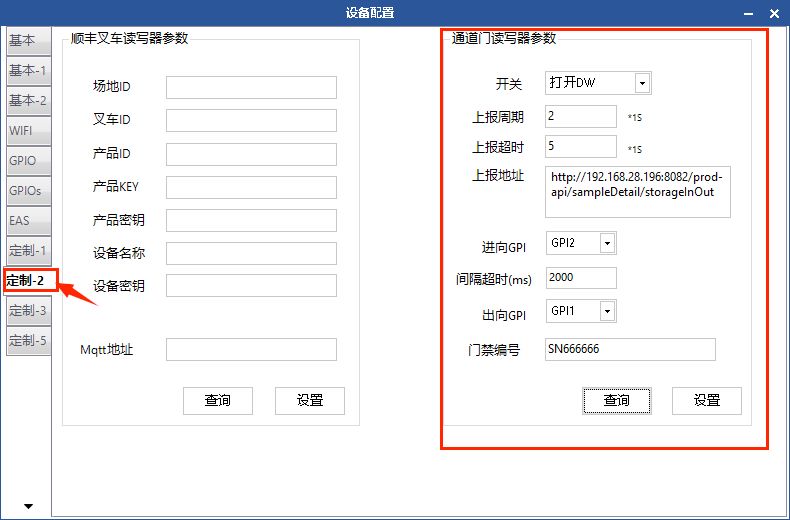 设备配置
基本
基本-1
基本-2
WIFI
GPIO
GPIOs
EAS
定制-1
定制-2
定制-3
定制-5
顺丰叉车读写器参数
场地ID
叉车ID
产品ID
产品KEY
产品密钥
设备名称
设备密钥
Mqtt地址
查询 设置
通道门读写器参数
开关 打开DW
上报周期 2 *1S
上报超时 5 *1S
上报地址 http://192.168.28.196:8082/prod-
api/sampleDetail/storageInOut
进向GPI GPI2
间隔超时(ms) 2000
出向GPI GPI1
门禁编号 SN666666
查询 设置